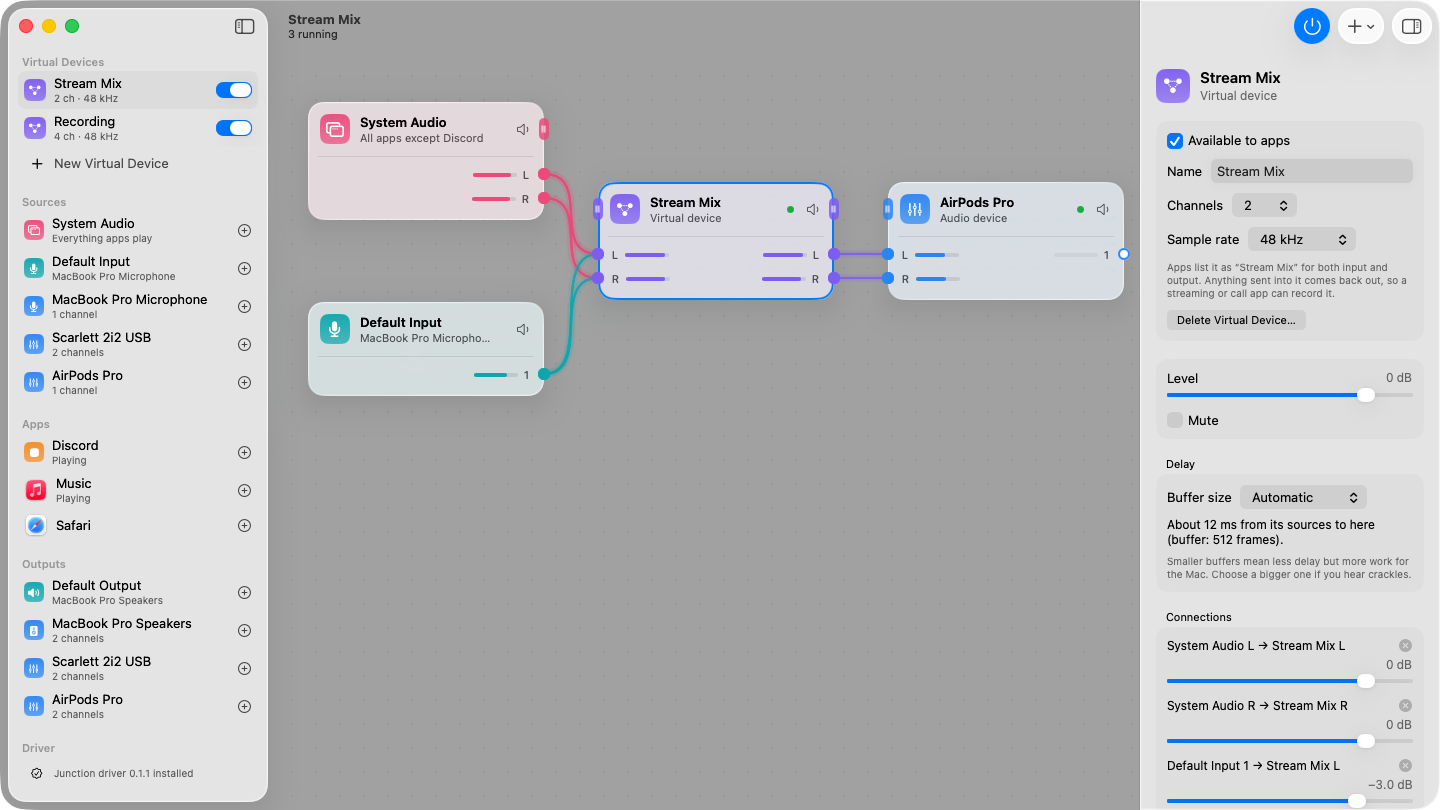 Virtual Devices
Stream Mix
2 ch · 48 kHz
Recording
4 ch · 48 kHz
New Virtual Device
Sources
System Audio
Everything apps play
Default Input
MacBook Pro Microphone
MacBook Pro Microphone
1 channel
Scarlett 2i2 USB
2 channels
AirPods Pro
1 channel
Apps
Discord
Playing
Music
Playing
Safari
Outputs
Default Output
MacBook Pro Speakers
MacBook Pro Speakers
2 channels
Scarlett 2i2 USB
2 channels
AirPods Pro
2 channels
Driver
Junction driver 0.1.1 installed
Stream Mix
3 running
System Audio
All apps except Discord
L
R
Default Input
MacBook Pro Micropho...
1
Stream Mix
Virtual device
L L
R R
AirPods Pro
Audio device
L 1
R
Stream Mix
Virtual device
Available to apps
Name Stream Mix
Channels 2
Sample rate 48 kHz
Apps list it as “Stream Mix” for both input and
output. Anything sent into it comes back out, so a
streaming or call app can record it.
Delete Virtual Device...
Level 0 dB
Mute
Delay
Buffer size Automatic
About 12 ms from its sources to here
(buffer: 512 frames).
Smaller buffers mean less delay but more work for
the Mac. Choose a bigger one if you hear crackles.
Connections
System Audio L → Stream Mix L
0 dB
System Audio R → Stream Mix R
0 dB
Default Input 1 → Stream Mix L
−3.0 dB